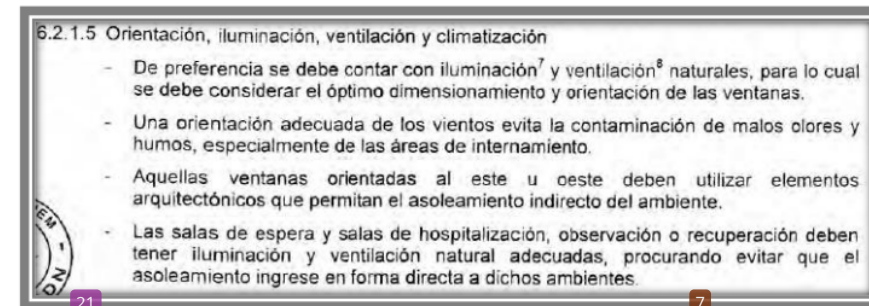 6.2.1.5 Orientación, iluminación, ventilación y climatización
- De preferencia se debe contar con iluminación⁷ y ventilación⁸ naturales, para lo cual
se debe considerar el óptimo dimensionamiento y orientación de las ventanas.
- Una orientación adecuada de los vientos evita la contaminación de malos olores y
humos, especialmente de las áreas de internamiento.
- Aquellas ventanas orientadas al este u oeste deben utilizar elementos
arquitectónicos que permitan el asoleamiento indirecto del ambiente.
- Las salas de espera y salas de hospitalización, observación o recuperación deben
tener iluminación y ventilación natural adecuadas, procurando evitar que el
asoleamiento ingrese en forma directa a dichos ambientes.
21
7